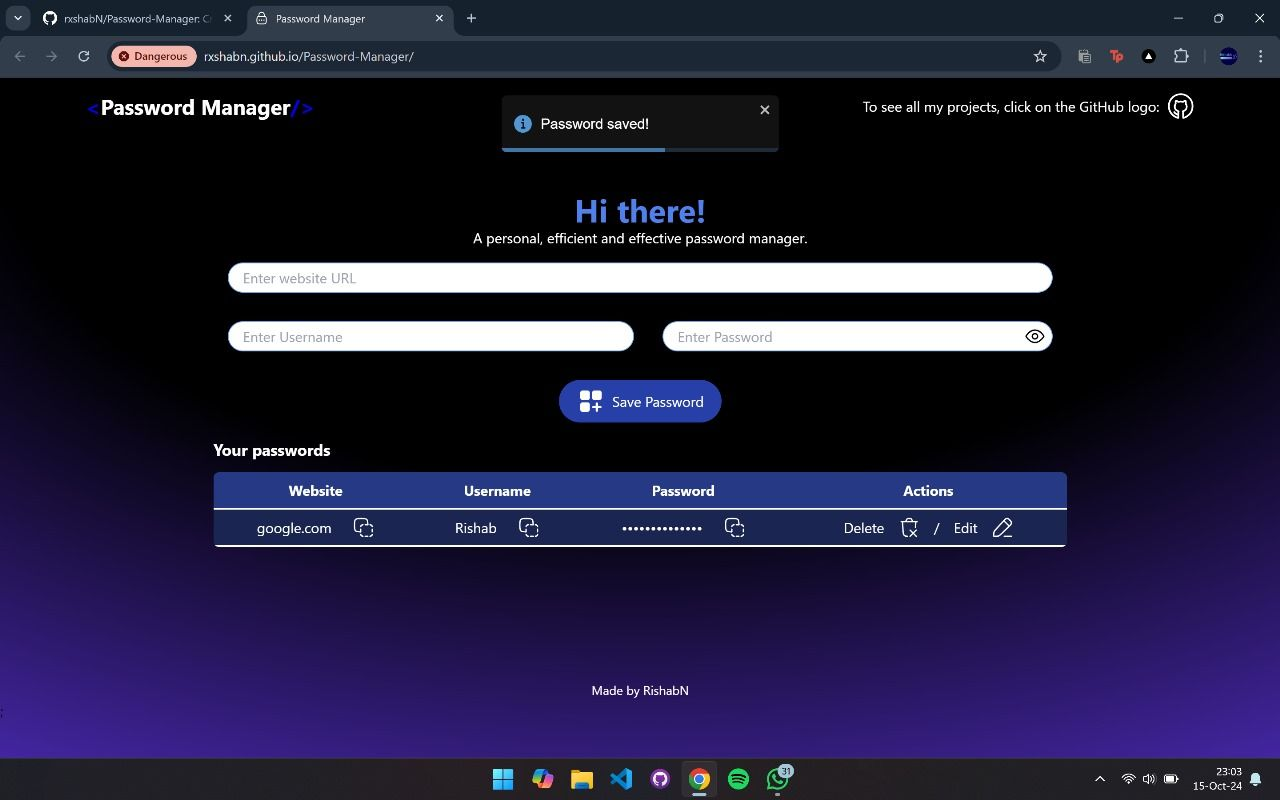 rxshabN/Password-Manager: Cr
Password Manager
Dangerous
rxshabn.github.io/Password-Manager/
Tp
<Password Manager/>
Password saved!
To see all my projects, click on the GitHub logo:
Hi there!
A personal, efficient and effective password manager.
Enter website URL
Enter Username
Enter Password
Save Password
Your passwords
Website Username Password Actions
google.com Rishab •••••••••••••• Delete / Edit
Made by RishabN
;
31
23:03
15-Oct-24